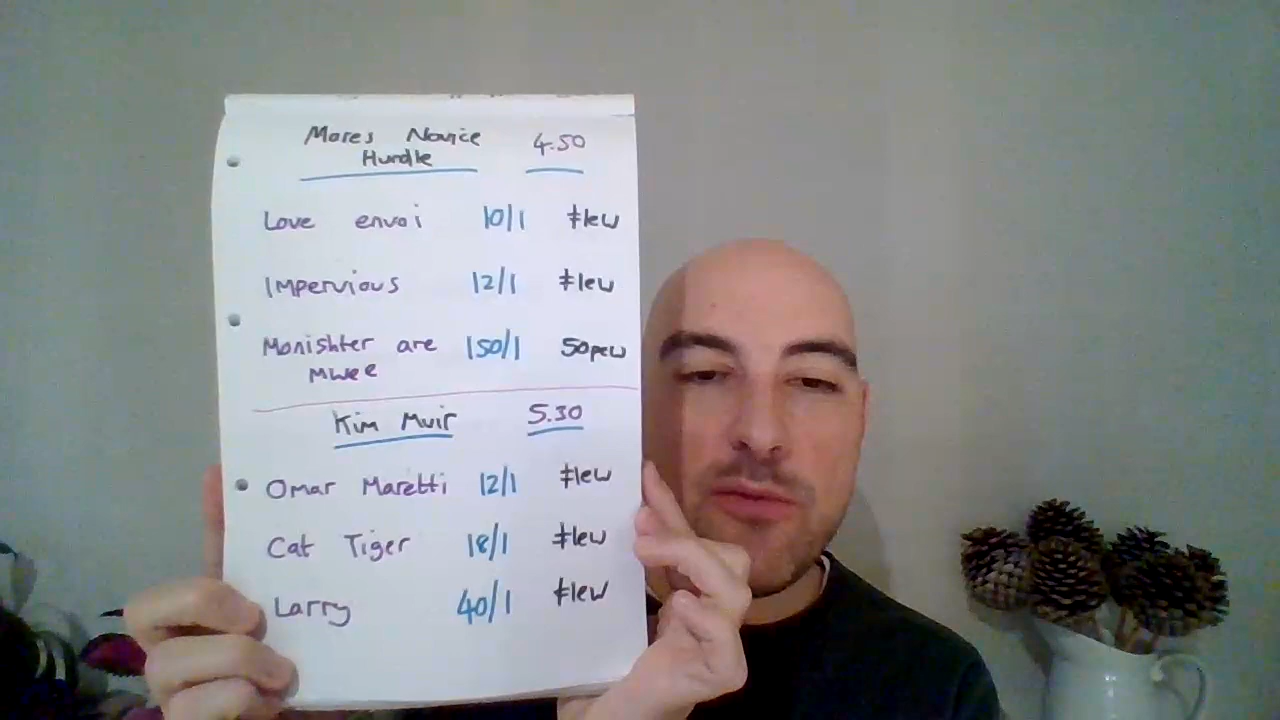 Mares Novice 4.50
Hurdle
Love envoi 10/1 £1ew
Impervious 12/1 £1ew
Monishter are 150/1 50pew
Mwee
Kim Muir 5.30
Omar Maretti 12/1 £1ew
Cat Tiger 18/1 £1ew
Larry 40/1 £1ew